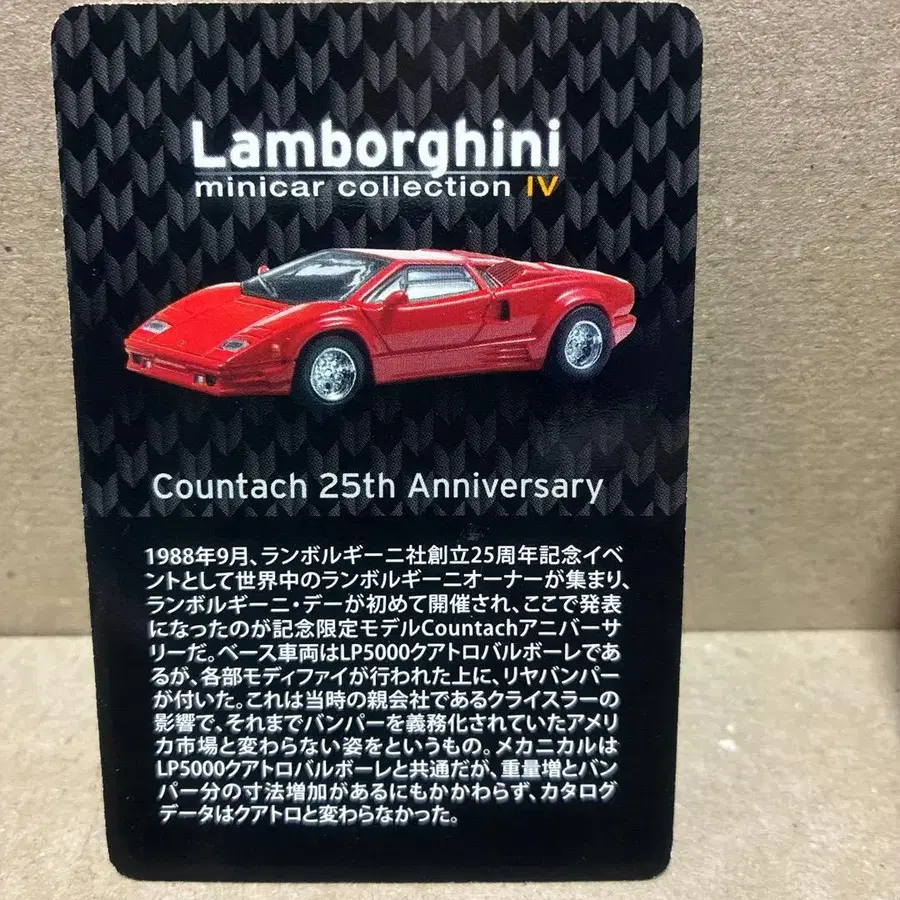 Lamborghini
minicar collection IV
Countach 25th Anniversary
1988年9月、ランボルギーニ社創立25周年記念イベ
ントとして世界中のランボルギーニオーナーが集まり、
ランボルギーニ・デーが初めて開催され、ここで発表
になったのが記念限定モデルCountachアニバーサ
リーだ。ベース車両はLP5000クアトロバルボーレであ
るが、各部モディファイが行われた上に、リヤバンパー
が付いた。これは当時の親会社であるクライスラーの
影響で、それまでバンパーを義務化されていたアメリ
カ市場と変わらない姿をというもの。メカニカルは
LP5000クアトロバルボーレと共通だが、重量増とバン
パー分の寸法増加があるにもかかわらず、カタログ
データはクアトロと変わらなかった。